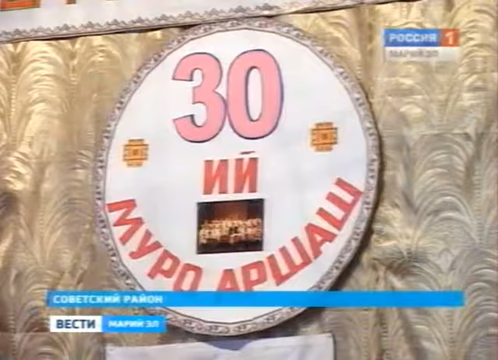 РОССИЯ 1
МАРИЙ ЭЛ
30
ИЙ
МУРО АРШАШ
СОВЕТСКИЙ РАЙОН
ВЕСТИ МАРИЙ ЭЛ